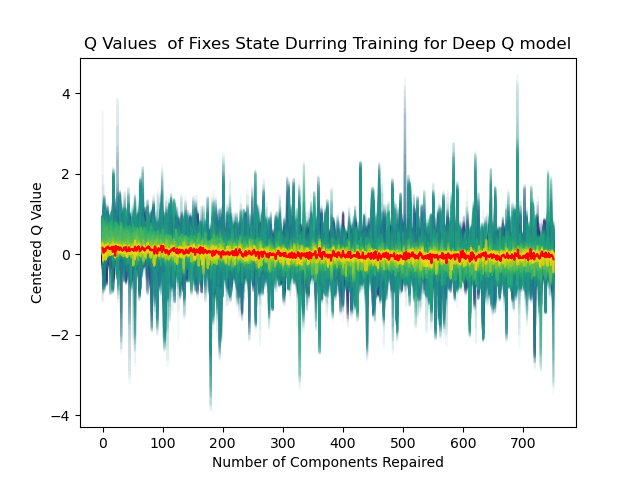 Q Values  of Fixes State Durring Training for Deep Q model
4
2
0
−2
−4
Centered Q Value
0 100 200 300 400 500 600 700
Number of Components Repaired